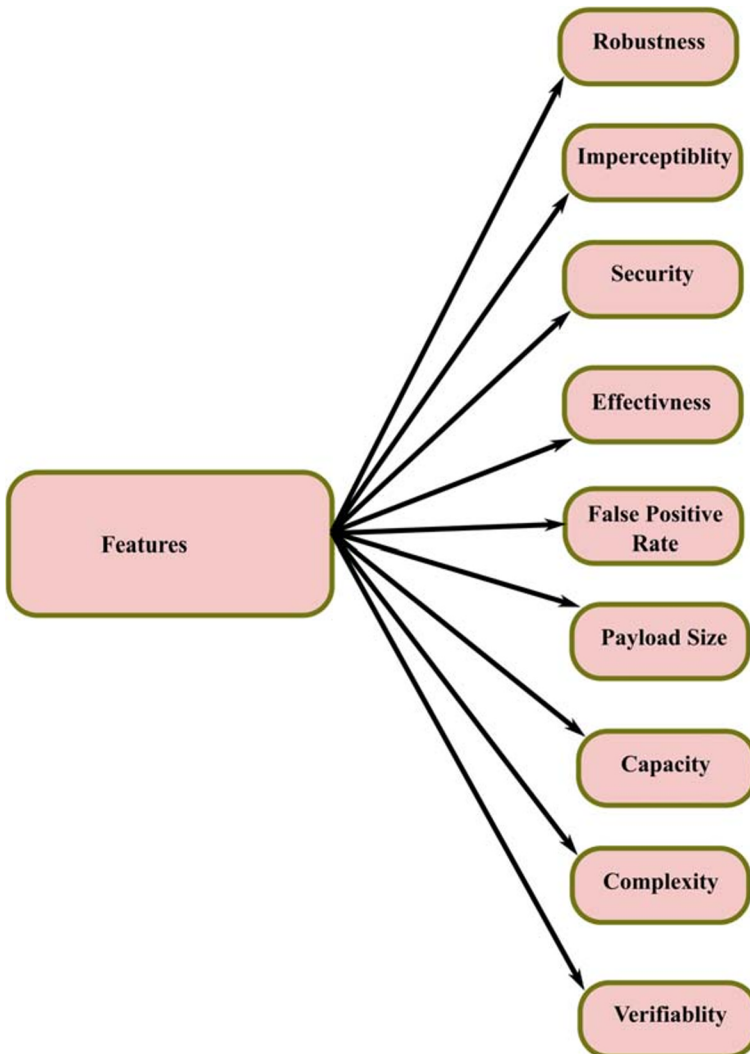 Robustness
Imperceptiblity
Security
Effectivness
Features
False Positive
Rate
Payload Size
Capacity
Complexity
Verifiablity